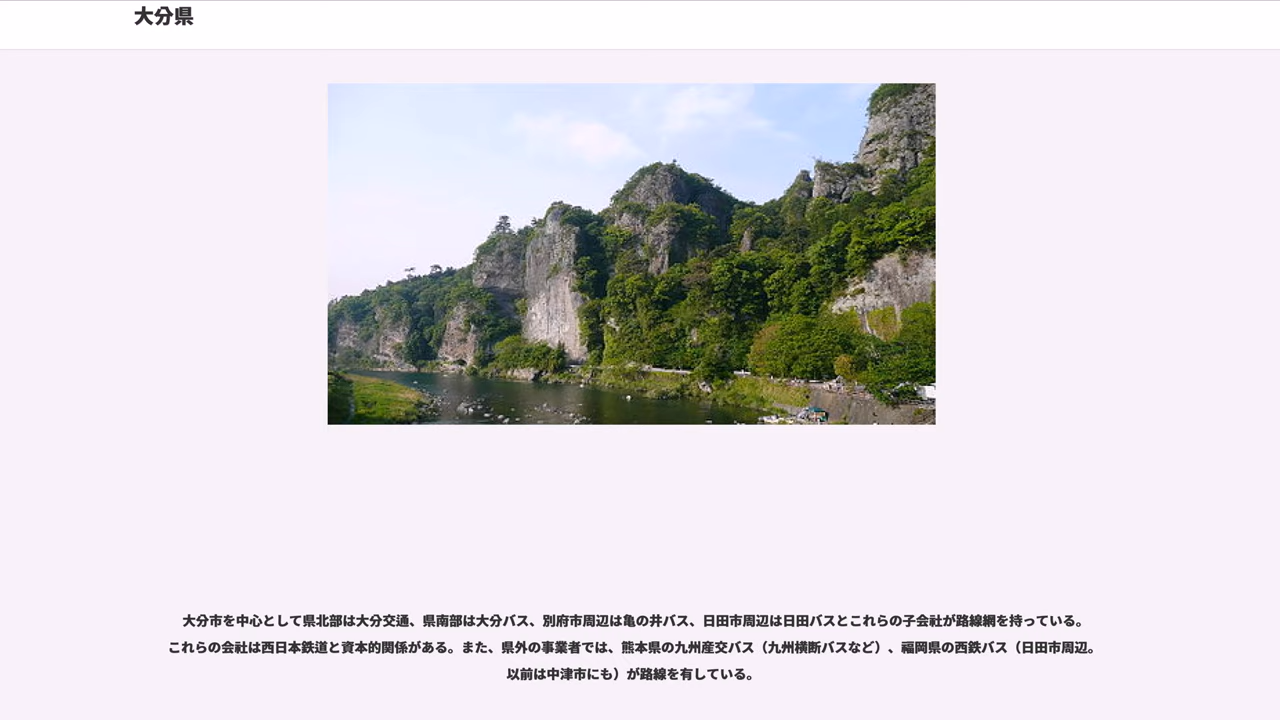 大分県
大分市を中心として県北部は大分交通、県南部は大分バス、別府市周辺は亀の井バス、日田市周辺は日田バスとこれらの子会社が路線網を持っている。
これらの会社は西日本鉄道と資本的関係がある。また、県外の事業者では、熊本県の九州産交バス（九州横断バスなど）、福岡県の西鉄バス（日田市周辺。
以前は中津市にも）が路線を有している。